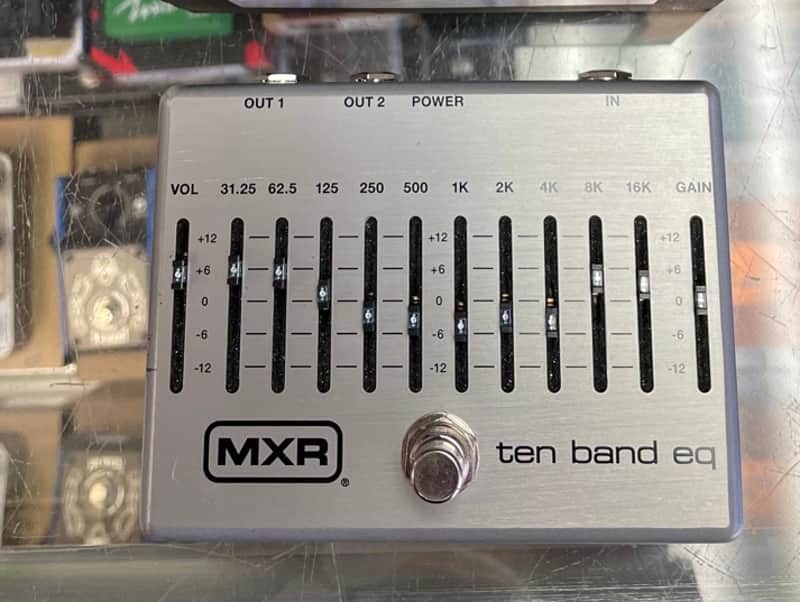 Fender
OUT 1 OUT 2 POWER IN
VOL 31.25 62.5 125 250 500 1K 2K 4K 8K 16K GAIN
+12 +12 +12
+6 +6 +6
0 0 0
-6 -6 -6
-12 -12 -12
MXR® ten band eq